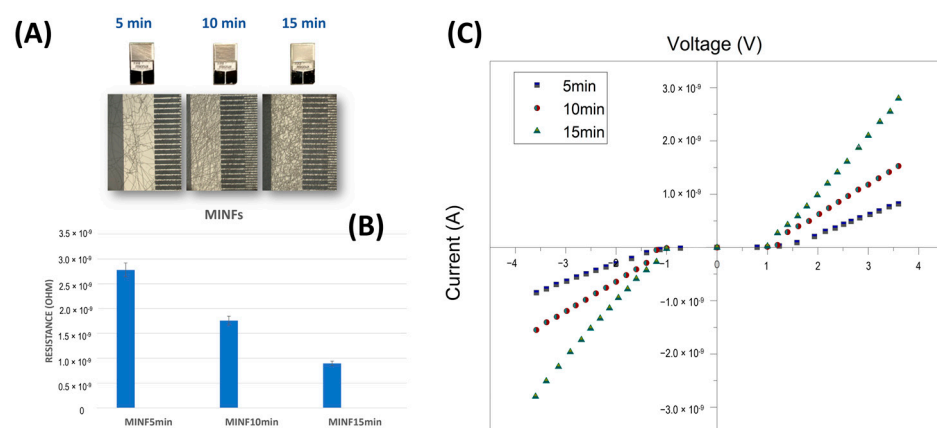 (A)
5 min
10 min
15 min
MINFs
(B)
RESISTANCE (OHM)
3.5 × 10⁻⁹
3.0 × 10⁻⁹
2.5 × 10⁻⁹
2.0 × 10⁻⁹
1.5 × 10⁻⁹
1.0 × 10⁻⁹
0.5 × 10⁻⁹
0
MINF5min
MINF10min
MINF15min
(C)
Voltage (V)
5min
10min
15min
Current (A)
3.0 × 10⁻⁹
2.0 × 10⁻⁹
1.0 × 10⁻⁹
0.0
−4 −3 −2 −1 0 1 2 3 4
−1.0 × 10⁻⁹
−2.0 × 10⁻⁹
−3.0 × 10⁻⁹